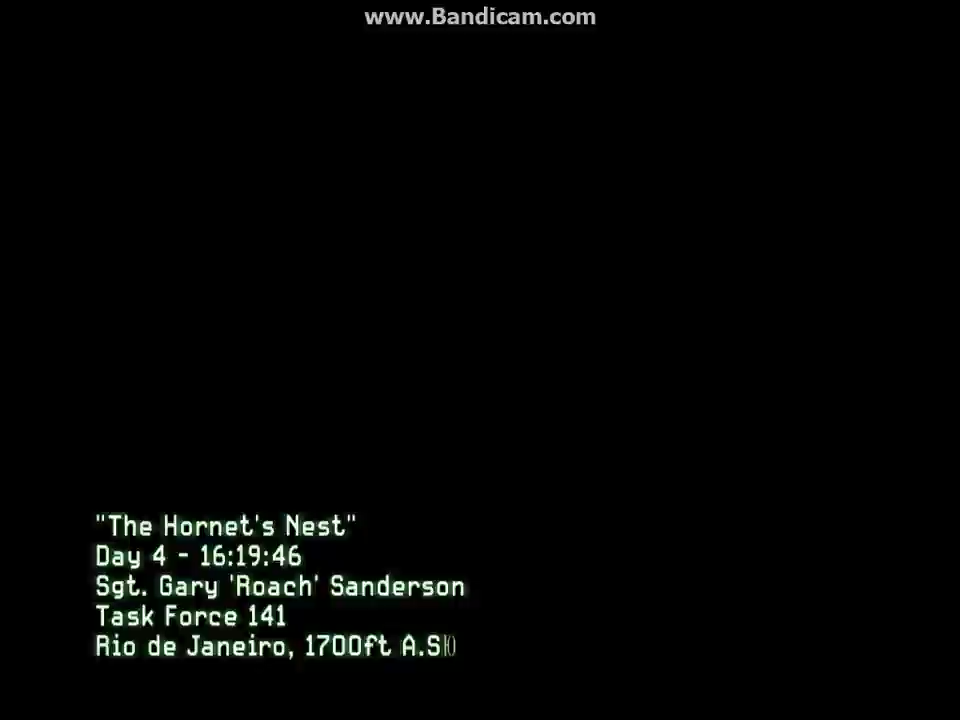 www.Bandicam.com
"The Hornet's Nest"
Day 4 - 16:19:46
Sgt. Gary 'Roach' Sanderson
Task Force 141
Rio de Janeiro, 1700ft A.S